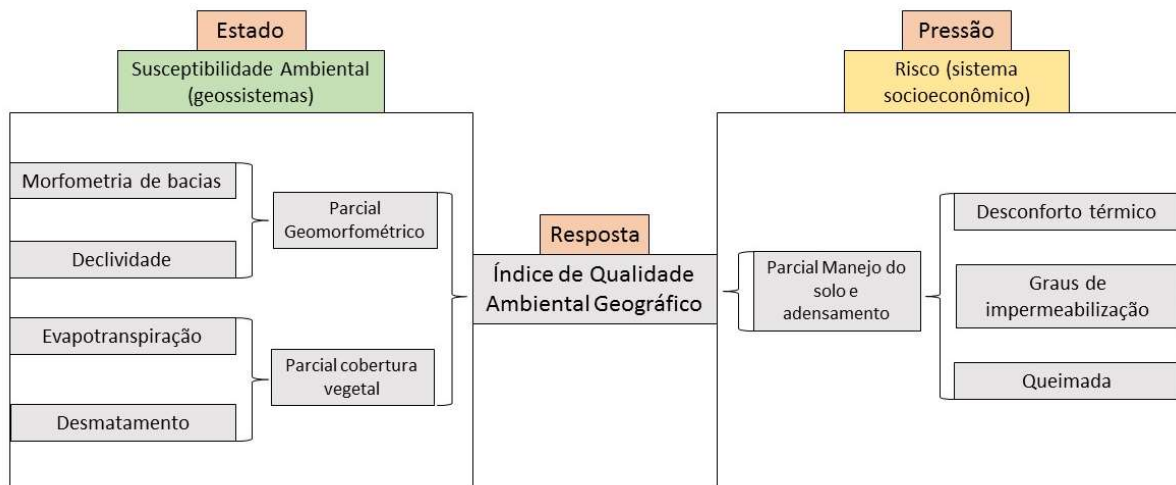 Estado
Susceptibilidade Ambiental
(geossistemas)
Morfometria de bacias
Declividade
Parcial
Geomorfométrico
Evapotranspiração
Desmatamento
Parcial cobertura
vegetal
Resposta
Índice de Qualidade
Ambiental Geográfico
Pressão
Risco (sistema
socioeconômico)
Parcial Manejo do
solo e
adensamento
Desconforto térmico
Graus de
impermeabilização
Queimada